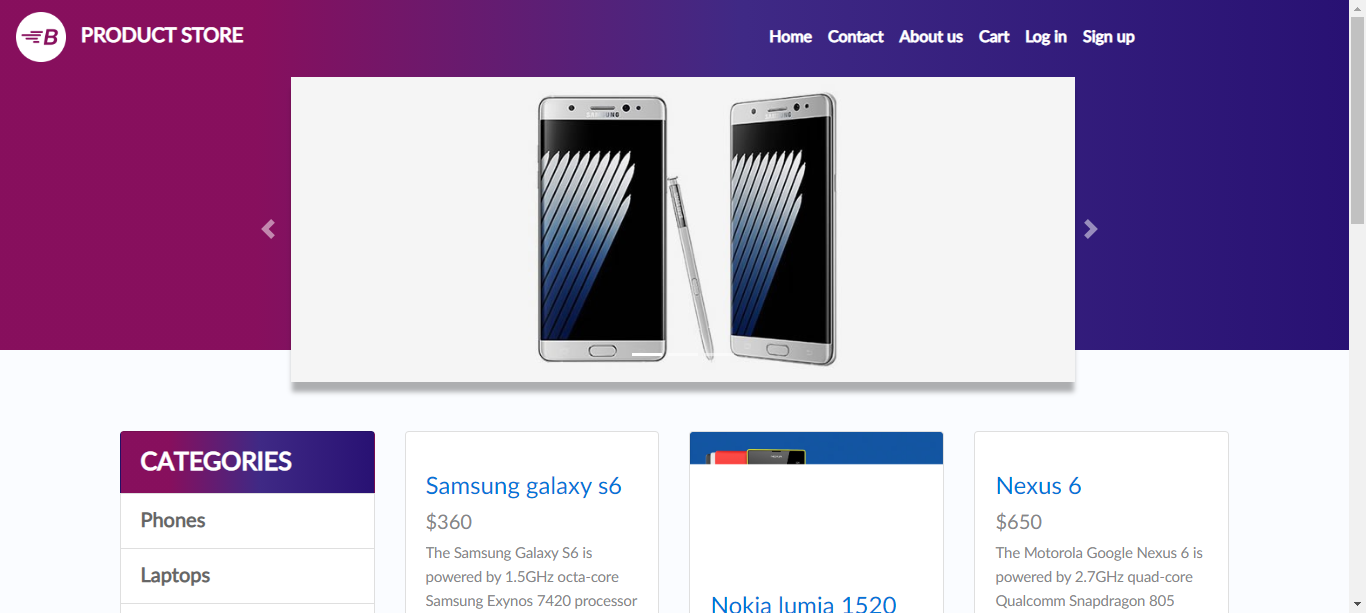 B PRODUCT STORE
Home Contact About us Cart Log in Sign up
SAMSUNG
SAMSUNG
CATEGORIES
Phones
Laptops
Samsung galaxy s6
$360
The Samsung Galaxy S6 is
powered by 1.5GHz octa-core
Samsung Exynos 7420 processor
Nokia lumia 1520
Nexus 6
$650
The Motorola Google Nexus 6 is
powered by 2.7GHz quad-core
Qualcomm Snapdragon 805